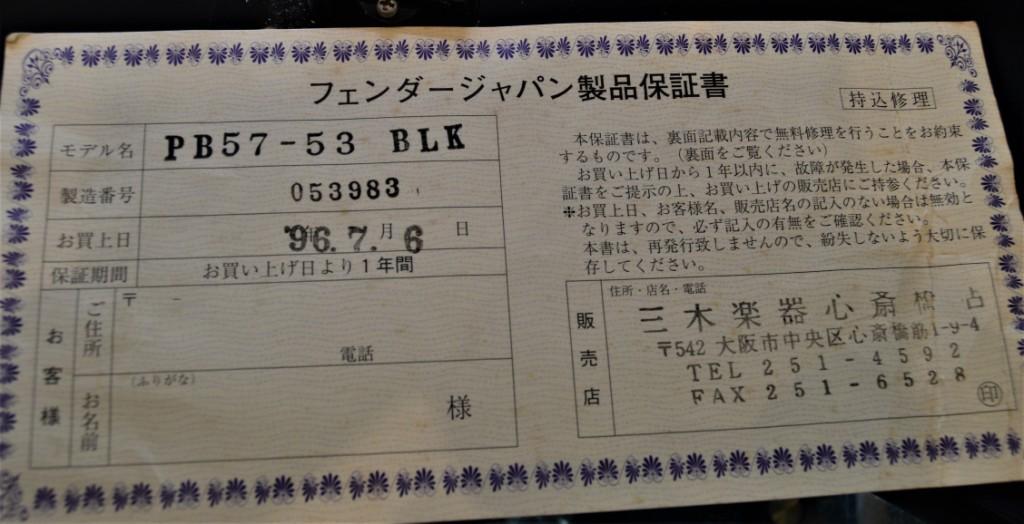 フェンダージャパン製品保証書
持込修理
モデル名 PB57-53 BLK
製造番号 053983
お買上日 '96.7.月6日
保証期間 お買い上げ日より1年間
お客様
ご住所
〒
電話
(ふりがな)
お名前
様
本保証書は、裏面記載内容で無料修理を行うことをお約束
するものです。(裏面をご覧ください)
お買い上げ日から1年以内に、故障が発生した場合、本保
証書をご提示の上、お買い上げの販売店にご持参ください。
※お買上日、お客様名、販売店名の記入のない場合は無効と
なりますので、必ず記入の有無をご確認ください。
本書は、再発行致しませんので、紛失しないよう大切に保
存してください。
販売店
住所・店名・電話
三木楽器心斎橋店
〒542 大阪市中央区心斎橋筋1-9-4
TEL 251-4592
FAX 251-6528
印